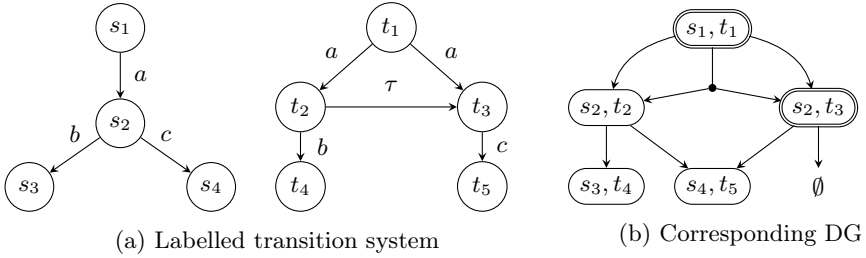 s₁
a
s₂
b
c
s₃
s₄
t₁
a
a
τ
t₂
t₃
b
c
t₄
t₅
(a) Labelled transition system
s₁, t₁
s₂, t₂
s₂, t₃
s₃, t₄
s₄, t₅
∅
(b) Corresponding DG